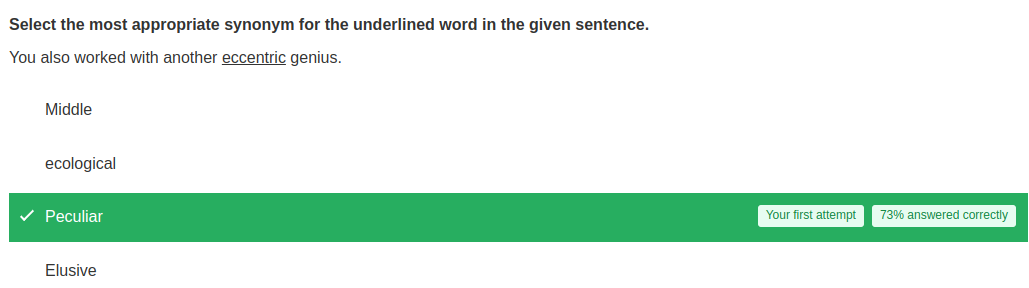 Select the most appropriate synonym for the underlined word in the given sentence.
You also worked with another eccentric genius.
Middle
ecological
Peculiar Your first attempt 73% answered correctly
Elusive